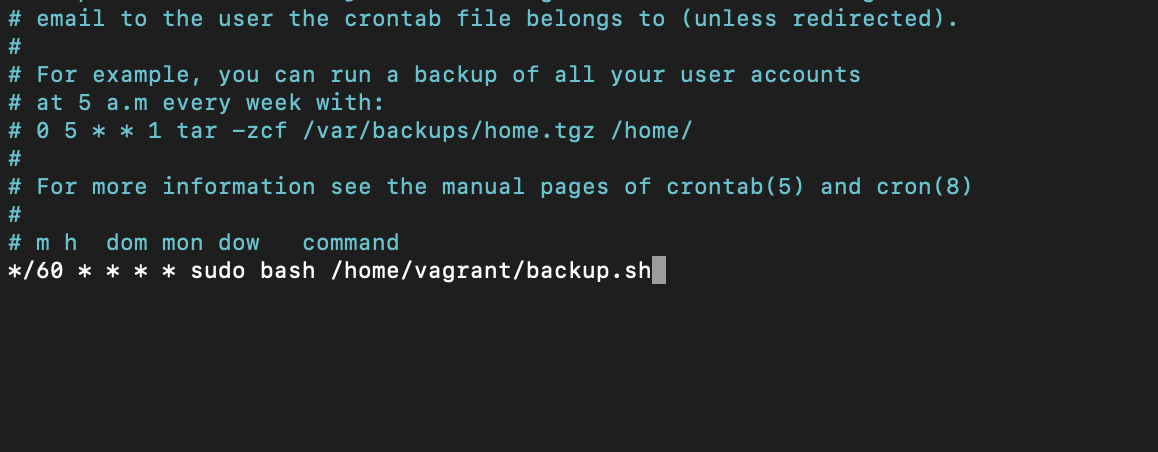 # email to the user the crontab file belongs to (unless redirected).
#
# For example, you can run a backup of all your user accounts
# at 5 a.m every week with:
# 0 5 * * 1 tar -zcf /var/backups/home.tgz /home/
#
# For more information see the manual pages of crontab(5) and cron(8)
#
# m h  dom mon dow   command
*/60 * * * * sudo bash /home/vagrant/backup.sh